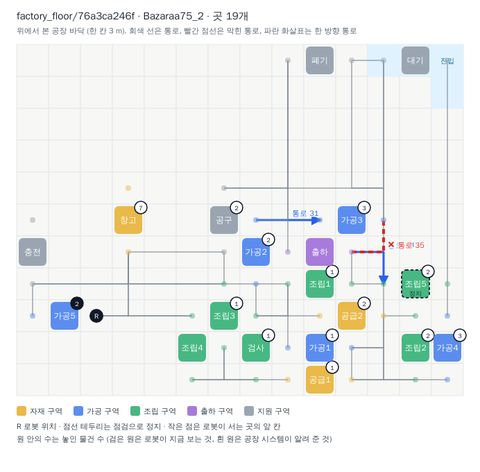 factory_floor/76a3ca246f · Bazaraa75_2 · 곳 19개
위에서 본 공장 바닥 (한 칸 3 m). 회색 선은 통로, 빨간 점선은 막힌 통로, 파란 화살표는 한 방향 통로
폐기
대기
창고
7
공구
2
통로 31
가공3
3
충전
가공2
2
출하
✕ 통로135
조립1
1
조립5
2
정지
가공5
2
R
조립3
1
공급2
2
조립4
검사
1
가공1
1
조립2
2
가공4
3
공급1
1
자재 구역
가공 구역
조립 구역
출하 구역
지원 구역
R 로봇 위치 · 점선 테두리는 점검으로 정지 · 작은 점은 로봇이 서는 곳의 앞 칸
원 안의 수는 놓인 물건 수 (검은 원은 로봇이 지금 보는 것, 흰 원은 공장 시스템이 알려 준 것)